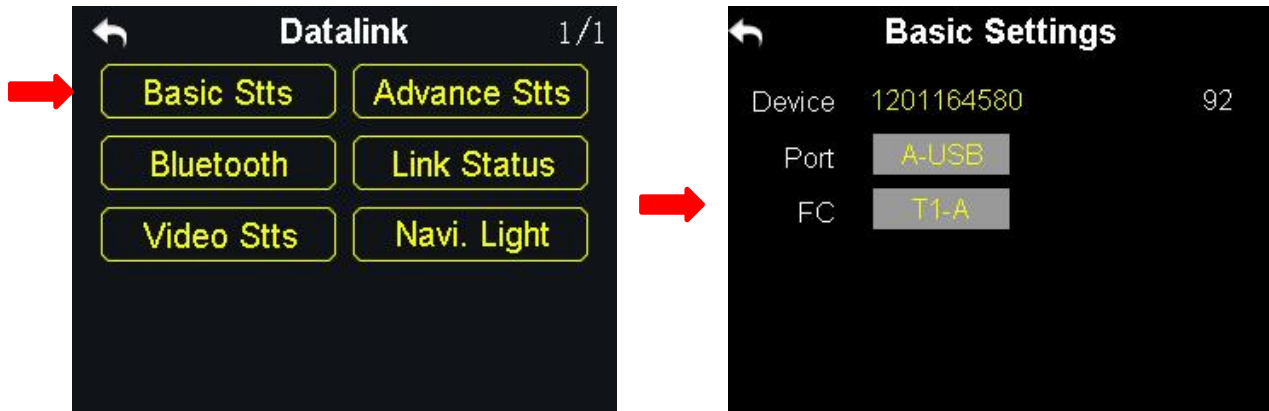 Datalink 1/1
Basic Stts Advance Stts
Bluetooth Link Status
Video Stts Navi. Light
Basic Settings
Device 1201164580 92
Port A-USB
FC T1-A